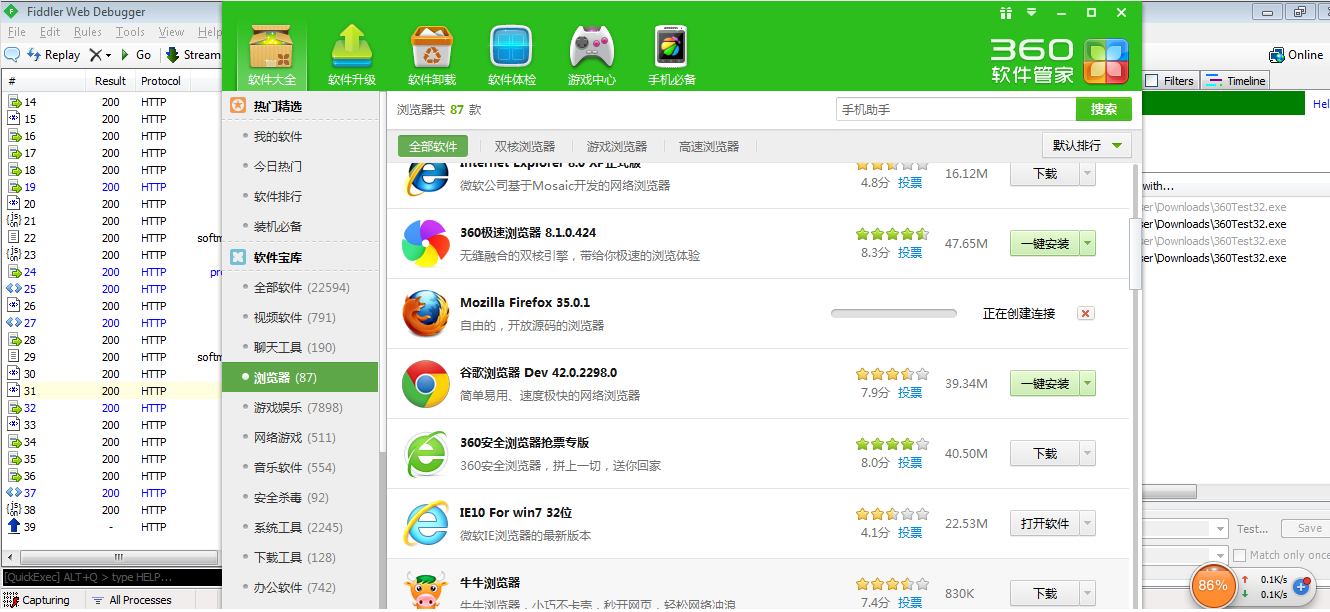 Fiddler Web Debugger
File Edit Rules Tools View Help
Replay Go Stream
# Result Protocol
14 200 HTTP
15 200 HTTP
16 200 HTTP
17 200 HTTP
18 200 HTTP
19 200 HTTP
20 200 HTTP
21 200 HTTP
22 200 HTTP softm
23 200 HTTP
24 200 HTTP pr
25 200 HTTP
26 200 HTTP
27 200 HTTP
28 200 HTTP
29 200 HTTP softm
30 200 HTTP
31 200 HTTP
32 200 HTTP
33 200 HTTP
34 200 HTTP
35 200 HTTP
36 200 HTTP
37 200 HTTP
38 200 HTTP
39 - HTTP
[QuickExec] ALT+Q > type HELP...
Capturing All Processes
软件大全 软件升级 软件卸载 软件体检 游戏中心 手机必备
360
软件管家
热门精选
我的软件
今日热门
软件排行
装机必备
软件宝库
全部软件 (22594)
视频软件 (791)
聊天工具 (190)
浏览器 (87)
游戏娱乐 (7898)
网络游戏 (511)
音乐软件 (554)
安全杀毒 (92)
系统工具 (2245)
下载工具 (128)
办公软件 (742)
浏览器共 87 款
手机助手 搜索
全部软件 双核浏览器 游戏浏览器 高速浏览器 默认排行
Internet Explorer 8.0 XP正式版
微软公司基于Mosaic开发的网络浏览器
4.8分 投票 16.12M 下载
360极速浏览器 8.1.0.424
无缝融合的双核引擎，带给你极速的浏览体验
8.3分 投票 47.65M 一键安装
Mozilla Firefox 35.0.1
自由的，开放源码的浏览器
正在创建连接
谷歌浏览器 Dev 42.0.2298.0
简单易用、速度极快的网络浏览器
7.9分 投票 39.34M 一键安装
360安全浏览器抢票专版
360安全浏览器，拼上一切，送你回家
8.0分 投票 40.50M 下载
IE10 For win7 32位
微软IE浏览器的最新版本
4.1分 投票 22.53M 打开软件
牛牛浏览器
牛牛浏览器，小巧不卡壳，秒开网页，轻松网络冲浪
7.4分 投票 830K 下载
Online
Filters Timeline
Hel
with...
er\Downloads\360Test32.exe
ser\Downloads\360Test32.exe
er\Downloads\360Test32.exe
ser\Downloads\360Test32.exe
Test... Save
Match only once
86%
0.1K/s
0.1K/s